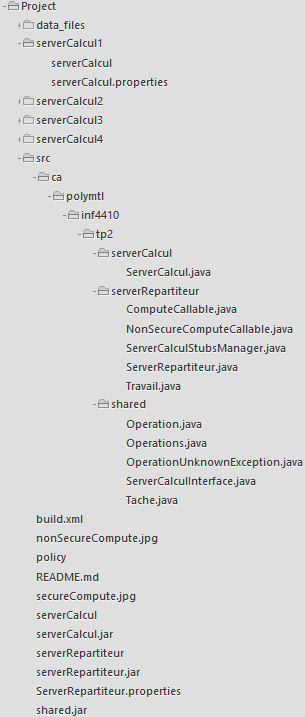 Project
data_files
serverCalcul1
serverCalcul
serverCalcul.properties
serverCalcul2
serverCalcul3
serverCalcul4
src
ca
polymtl
inf4410
tp2
serverCalcul
ServerCalcul.java
serverRepartiteur
ComputeCallable.java
NonSecureComputeCallable.java
ServerCalculStubsManager.java
ServerRepartiteur.java
Travail.java
shared
Operation.java
Operations.java
OperationUnknownException.java
ServerCalculInterface.java
Tache.java
build.xml
nonSecureCompute.jpg
policy
README.md
secureCompute.jpg
serverCalcul
serverCalcul.jar
serverRepartiteur
serverRepartiteur.jar
ServerRepartiteur.properties
shared.jar